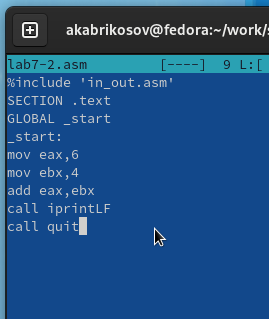 akabrikosov@fedora:~/work/
lab7-2.asm [----] 9 L:[
%include 'in_out.asm'
SECTION .text
GLOBAL _start
_start:
mov eax,6
mov ebx,4
add eax,ebx
call iprintLF
call quit